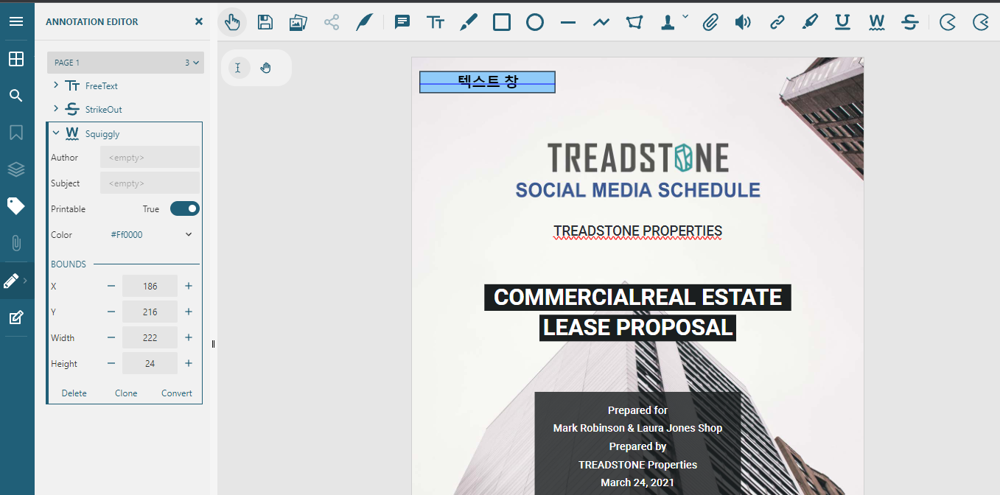 ANNOTATION EDITOR
PAGE 1 3
FreeText
StrikeOut
Squiggly
Author <empty>
Subject <empty>
Printable True
Color #Ff0000
BOUNDS
X 186
Y 216
Width 222
Height 24
Delete Clone Convert
텍스트 창
TREADSTONE
SOCIAL MEDIA SCHEDULE
TREADSTONE PROPERTIES
COMMERCIALREAL ESTATE
LEASE PROPOSAL
Prepared for
Mark Robinson & Laura Jones Shop
Prepared by
TREADSTONE Properties
March 24, 2021